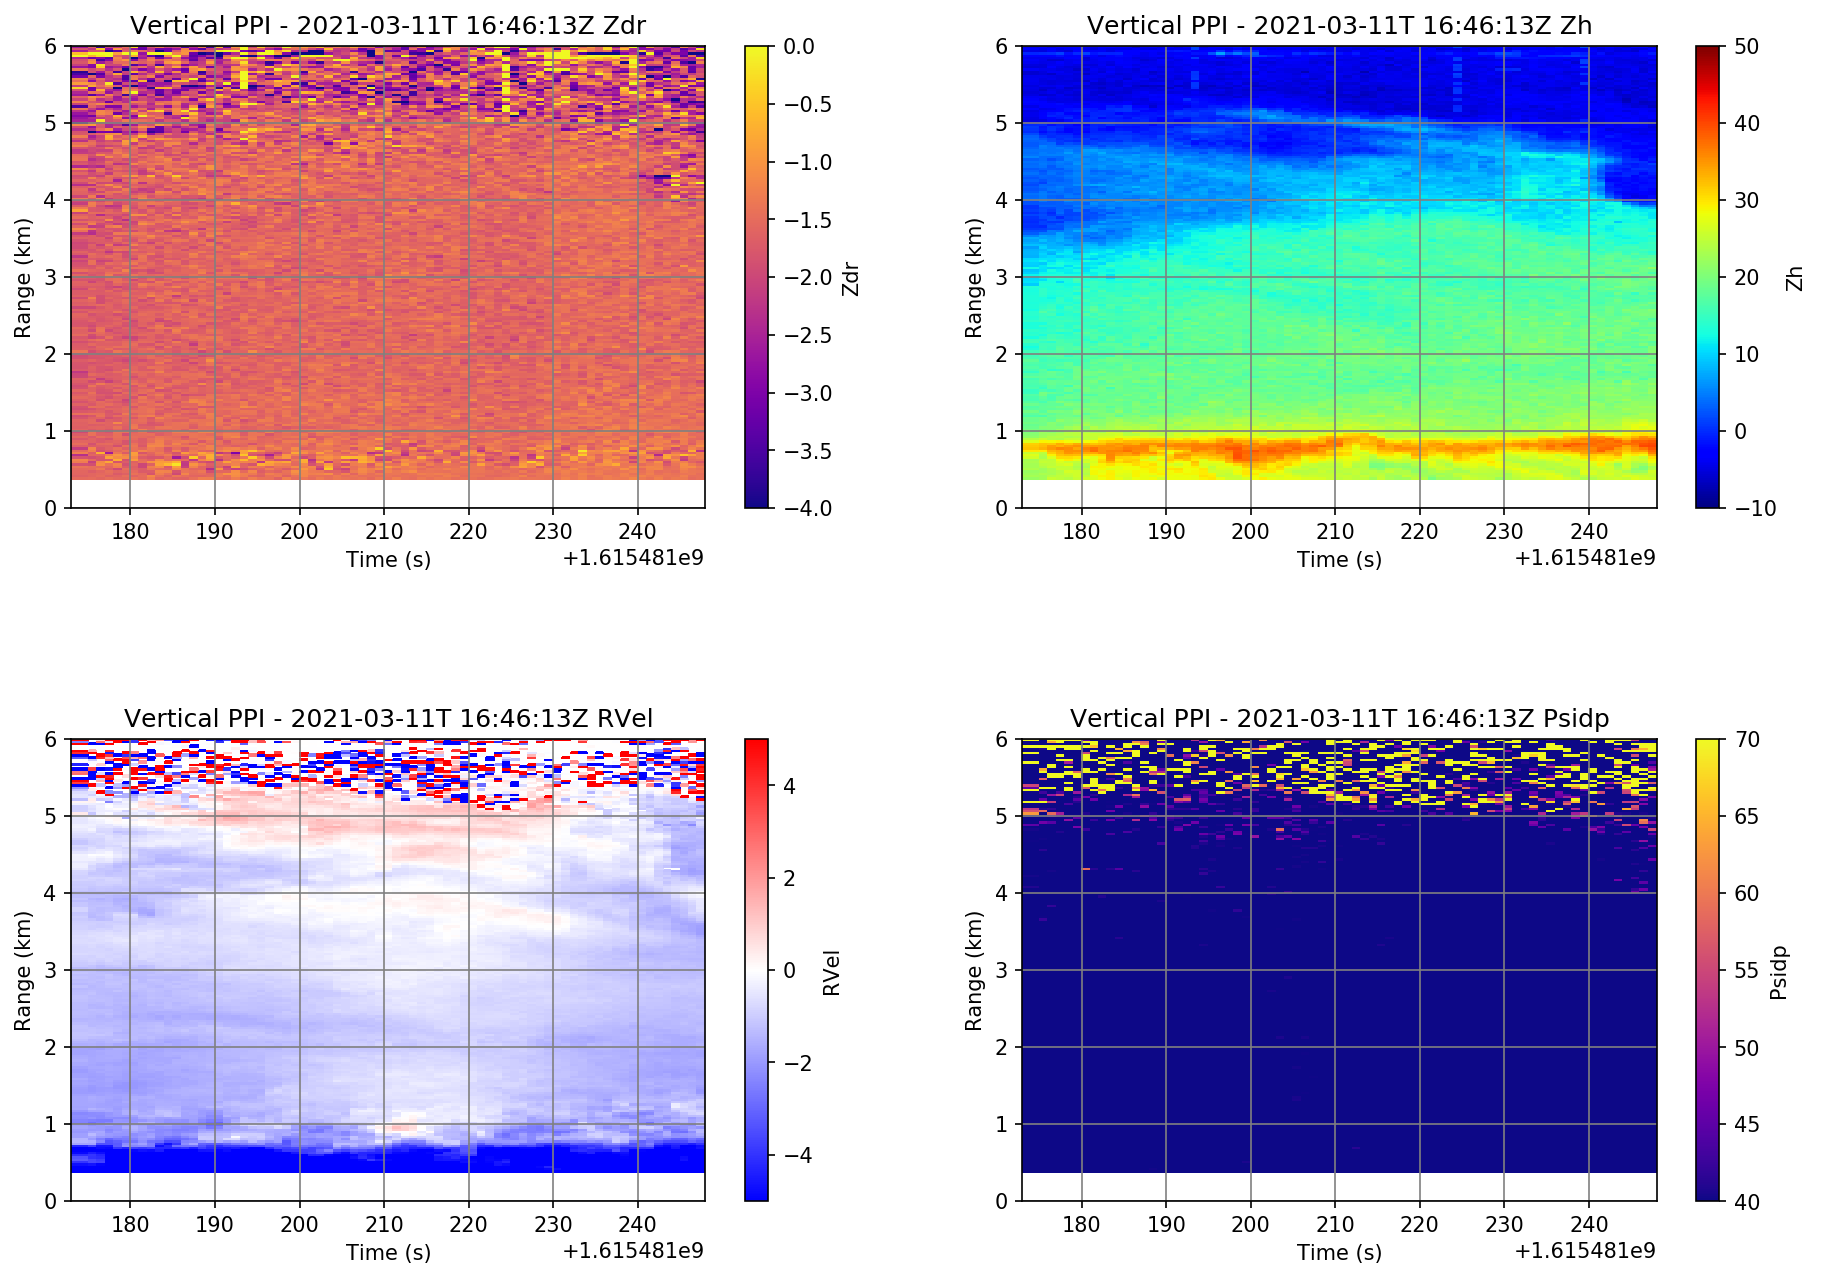 Vertical PPI - 2021-03-11T 16:46:13Z Zdr
6
5
4
3
2
1
0
Range (km)
180 190 200 210 220 230 240
Time (s)
+1.615481e9
0.0
−0.5
−1.0
−1.5
−2.0
−2.5
−3.0
−3.5
−4.0
Zdr
Vertical PPI - 2021-03-11T 16:46:13Z Zh
6
5
4
3
2
1
0
Range (km)
180 190 200 210 220 230 240
Time (s)
+1.615481e9
50
40
30
20
10
0
−10
Zh
Vertical PPI - 2021-03-11T 16:46:13Z RVel
6
5
4
3
2
1
0
Range (km)
180 190 200 210 220 230 240
Time (s)
+1.615481e9
4
2
0
−2
−4
RVel
Vertical PPI - 2021-03-11T 16:46:13Z Psidp
6
5
4
3
2
1
0
Range (km)
180 190 200 210 220 230 240
Time (s)
+1.615481e9
70
65
60
55
50
45
40
Psidp